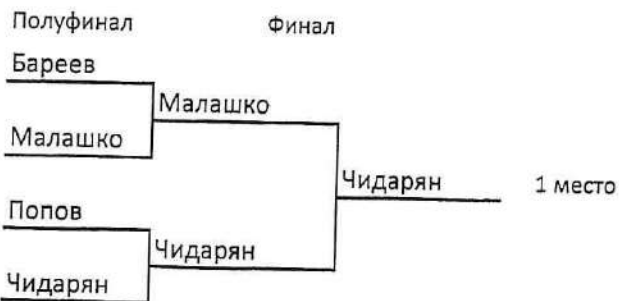 Полуфинал Финал
Бареев
Малашко
Малашко
Чидарян 1 место
Попов
Чидарян
Чидарян